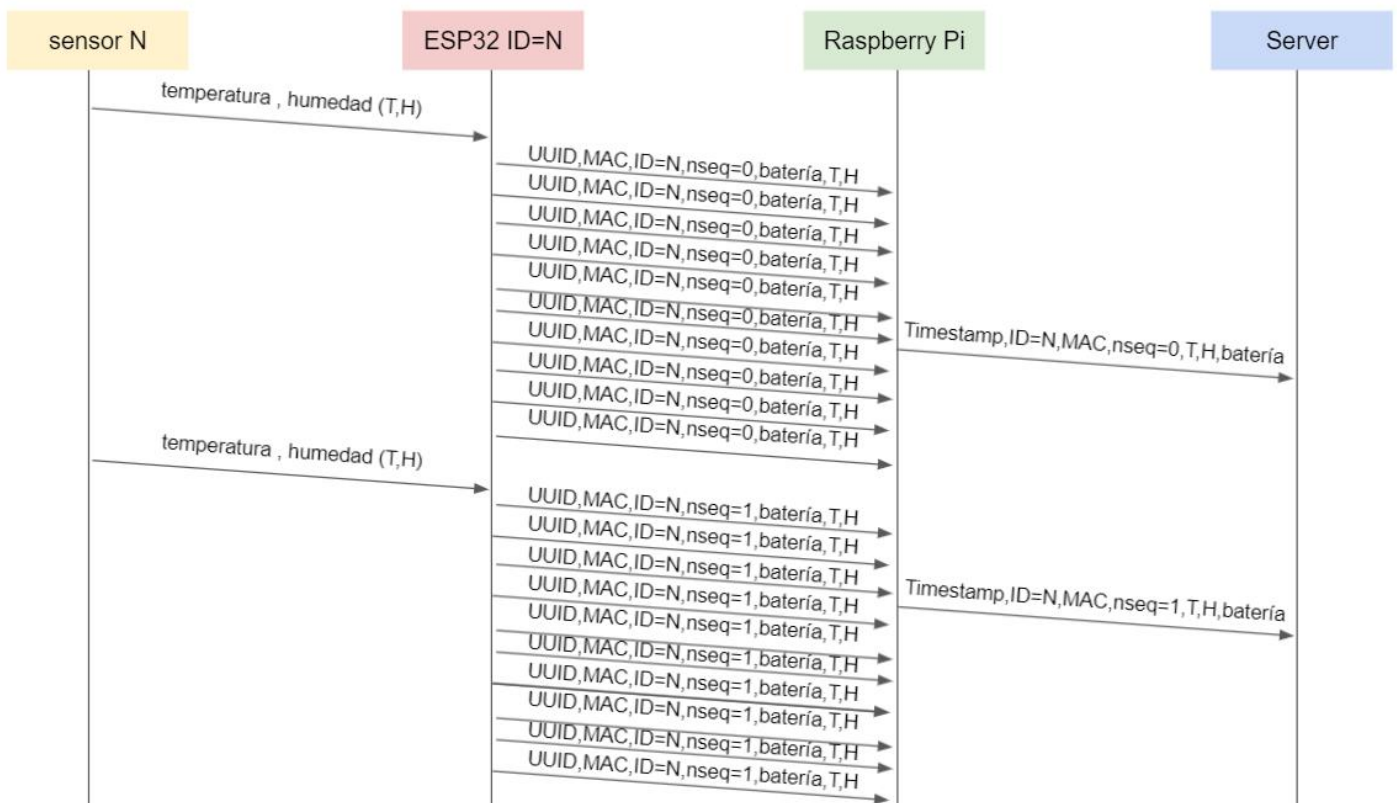 sensor N
ESP32 ID=N
Raspberry Pi
Server
temperatura , humedad (T,H)
UUID,MAC,ID=N,nseq=0,batería,T,H
UUID,MAC,ID=N,nseq=0,batería,T,H
UUID,MAC,ID=N,nseq=0,batería,T,H
UUID,MAC,ID=N,nseq=0,batería,T,H
UUID,MAC,ID=N,nseq=0,batería,T,H
UUID,MAC,ID=N,nseq=0,batería,T,H
Timestamp,ID=N,MAC,nseq=0,T,H,batería
UUID,MAC,ID=N,nseq=0,batería,T,H
UUID,MAC,ID=N,nseq=0,batería,T,H
UUID,MAC,ID=N,nseq=0,batería,T,H
UUID,MAC,ID=N,nseq=0,batería,T,H
temperatura , humedad (T,H)
UUID,MAC,ID=N,nseq=1,batería,T,H
UUID,MAC,ID=N,nseq=1,batería,T,H
UUID,MAC,ID=N,nseq=1,batería,T,H
UUID,MAC,ID=N,nseq=1,batería,T,H
Timestamp,ID=N,MAC,nseq=1,T,H,batería
UUID,MAC,ID=N,nseq=1,batería,T,H
UUID,MAC,ID=N,nseq=1,batería,T,H
UUID,MAC,ID=N,nseq=1,batería,T,H
UUID,MAC,ID=N,nseq=1,batería,T,H
UUID,MAC,ID=N,nseq=1,batería,T,H
UUID,MAC,ID=N,nseq=1,batería,T,H